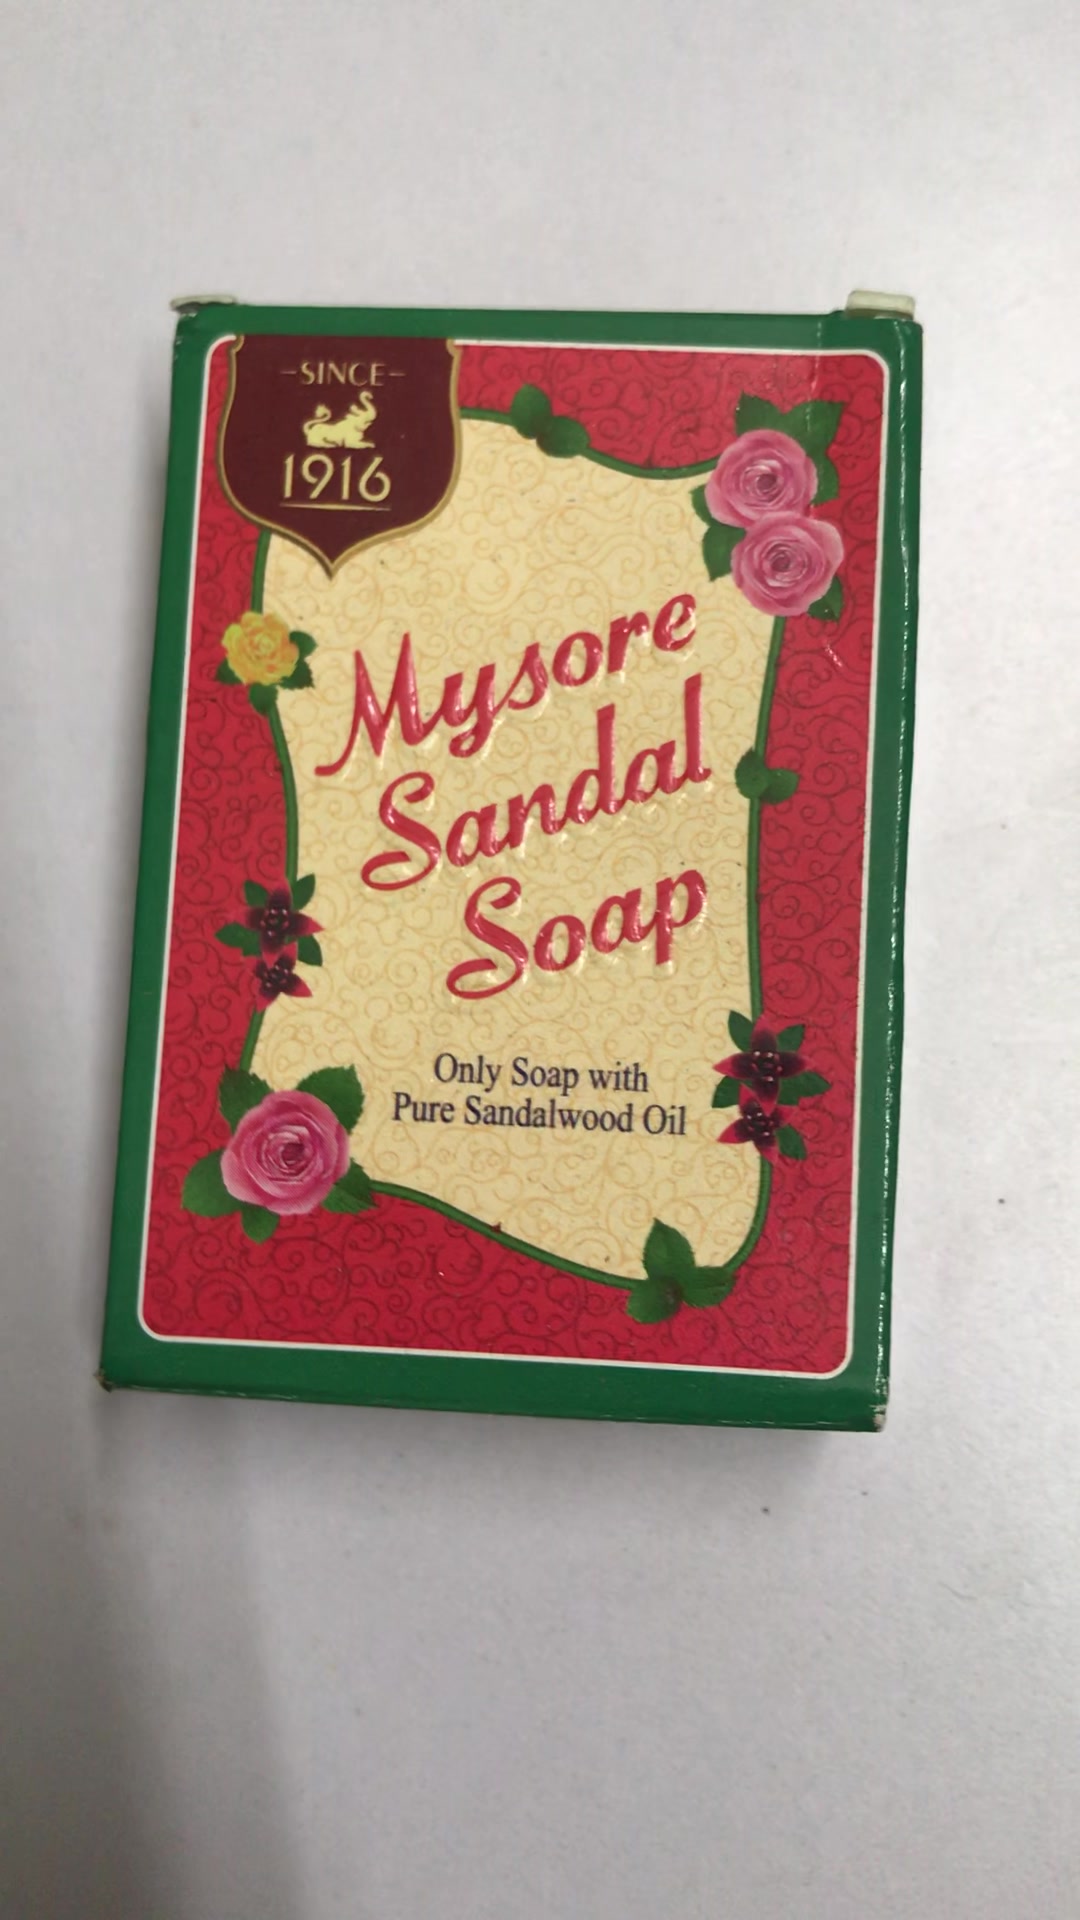 -SINCE-
1916
Mysore
Sandal
Soap
Only Soap with
Pure Sandalwood Oil